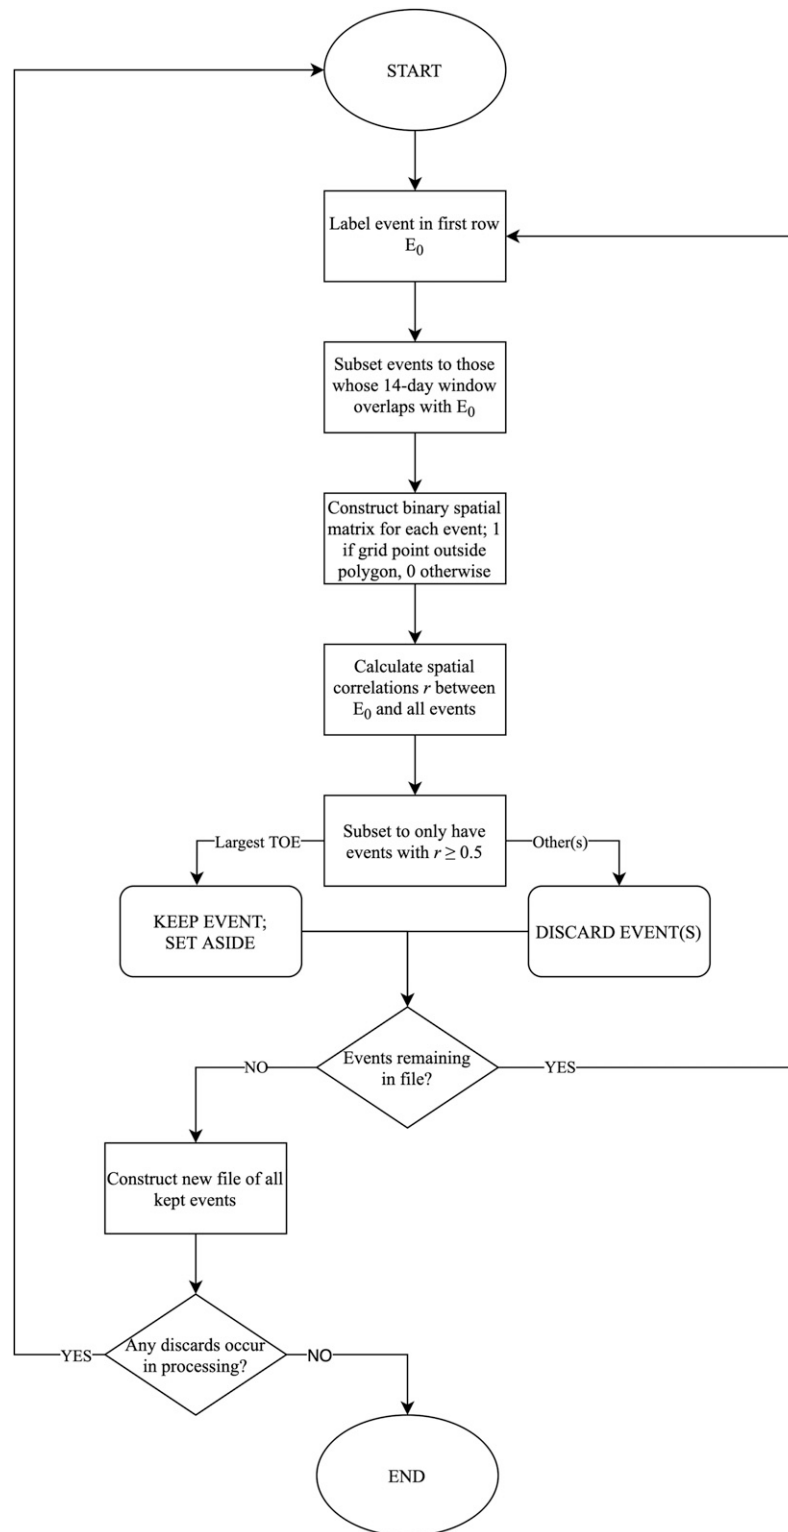 START
Label event in first row
E₀
Subset events to those
whose 14-day window
overlaps with E₀
Construct binary spatial
matrix for each event; 1
if grid point outside
polygon, 0 otherwise
Calculate spatial
correlations r between
E₀ and all events
Subset to only have
events with r ≥ 0.5
Largest TOE
Other(s)
KEEP EVENT;
SET ASIDE
DISCARD EVENT(S)
Events remaining
in file?
NO
YES
Construct new file of all
kept events
Any discards occur
in processing?
YES
NO
END